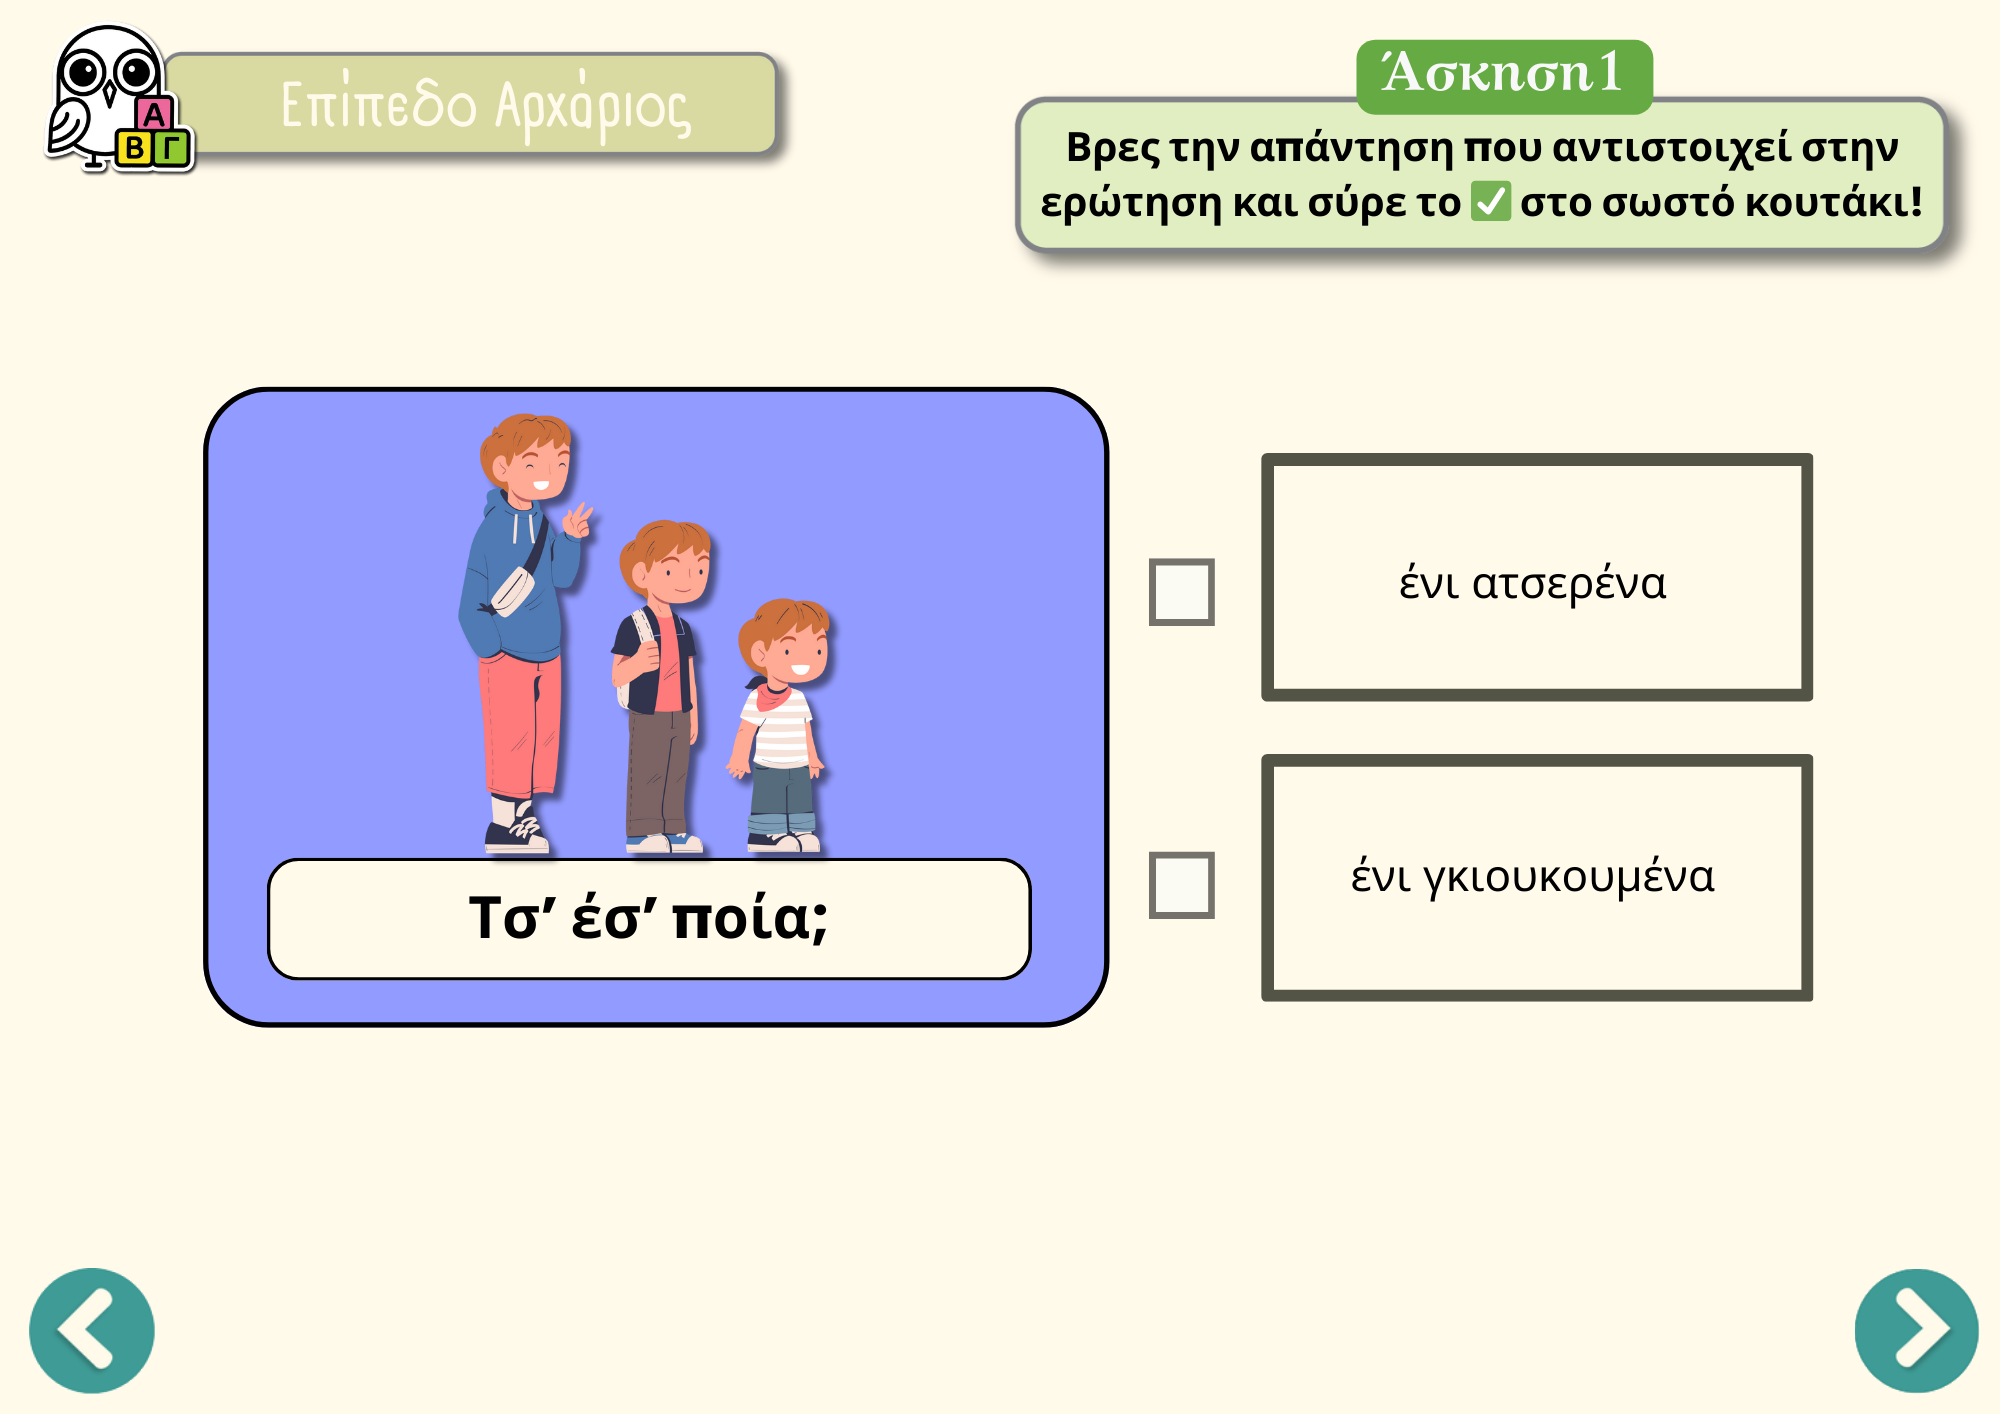 Α
Β Γ
Επίπεδο Αρχάριος
Άσκηση 1
Βρες την απάντηση που αντιστοιχεί στην
ερώτηση και σύρε το ✅ στο σωστό κουτάκι!
Τσ’ έσ’ ποία;
ένι ατσερένα
ένι γκιουκουμένα